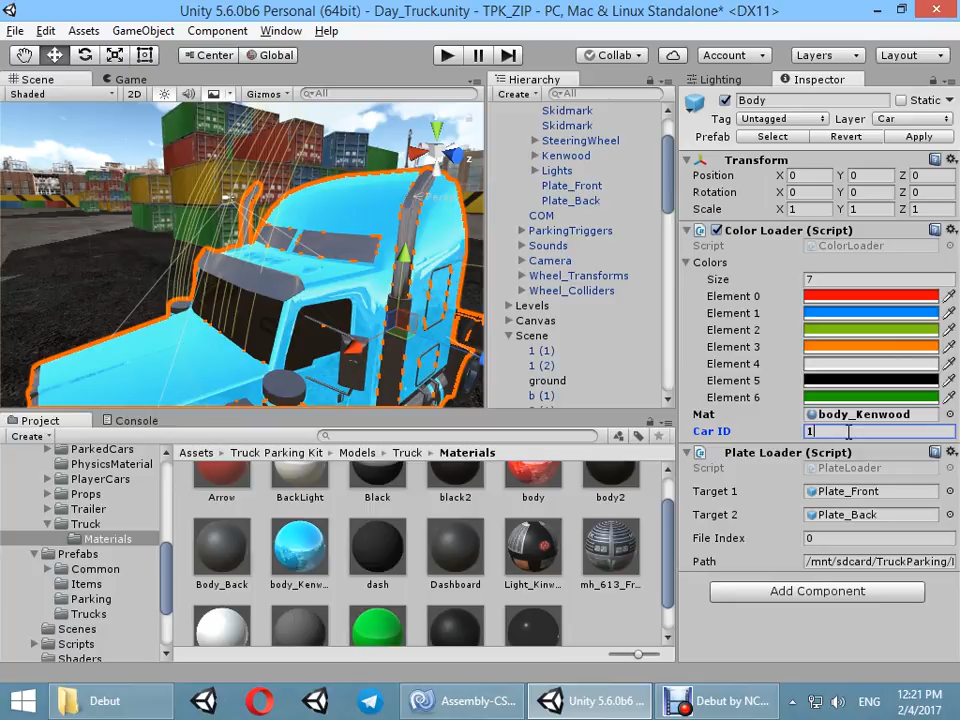 Unity 5.6.0b6 Personal (64bit) - Day_Truck.unity - TPK_ZIP - PC, Mac & Linux Standalone* <DX11>
File Edit Assets GameObject Component Window Help
Center Global Collab Account Layers Layout
Scene Game Hierarchy Lighting Inspector
Shaded 2D Gizmos All Create All
Body Static
Tag Untagged Layer Car
Prefab Select Revert Apply
Transform
Position X 0 Y 0 Z 0
Rotation X 0 Y 0 Z 0
Scale X 1 Y 1 Z 1
Color Loader (Script)
Script ColorLoader
Colors
Size 7
Element 0
Element 1
Element 2
Element 3
Element 4
Element 5
Element 6
Mat body_Kenwood
Car ID 1
Plate Loader (Script)
Script PlateLoader
Target 1 Plate_Front
Target 2 Plate_Back
File Index 0
Path /mnt/sdcard/TruckParking/
Add Component
z
Skidmark
Skidmark
SteeringWheel
Kenwood
Lights
Plate_Front
Plate_Back
COM
ParkingTriggers
Sounds
Camera
Wheel_Transforms
Wheel_Colliders
Levels
Canvas
Scene
1 (1)
1 (2)
ground
b (1)
Project Console
Create
ParkedCars
PhysicsMaterial
PlayerCars
Props
Trailer
Truck
Materials
Prefabs
Common
Items
Parking
Trucks
Scenes
Scripts
Shaders
Assets Truck Parking Kit Models Truck Materials
Arrow BackLight Black black2 body body2
Body_Back body_Kenw... dash Dashboard Light_Kinw... mh_613_Fr...
Debut Assembly-CS... Unity 5.6.0b6 ... Debut by NC... ENG
12:21 PM
2/4/2017